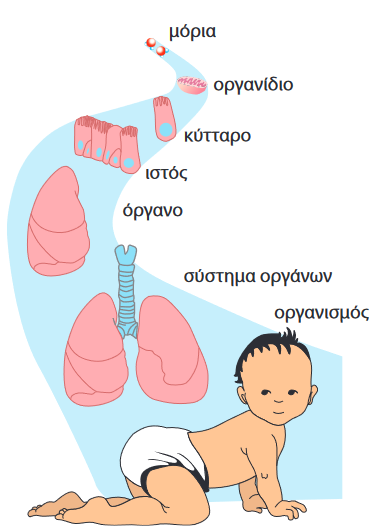 μόρια
οργανίδιο
κύτταρο
ιστός
όργανο
σύστημα οργάνων
οργανισμός